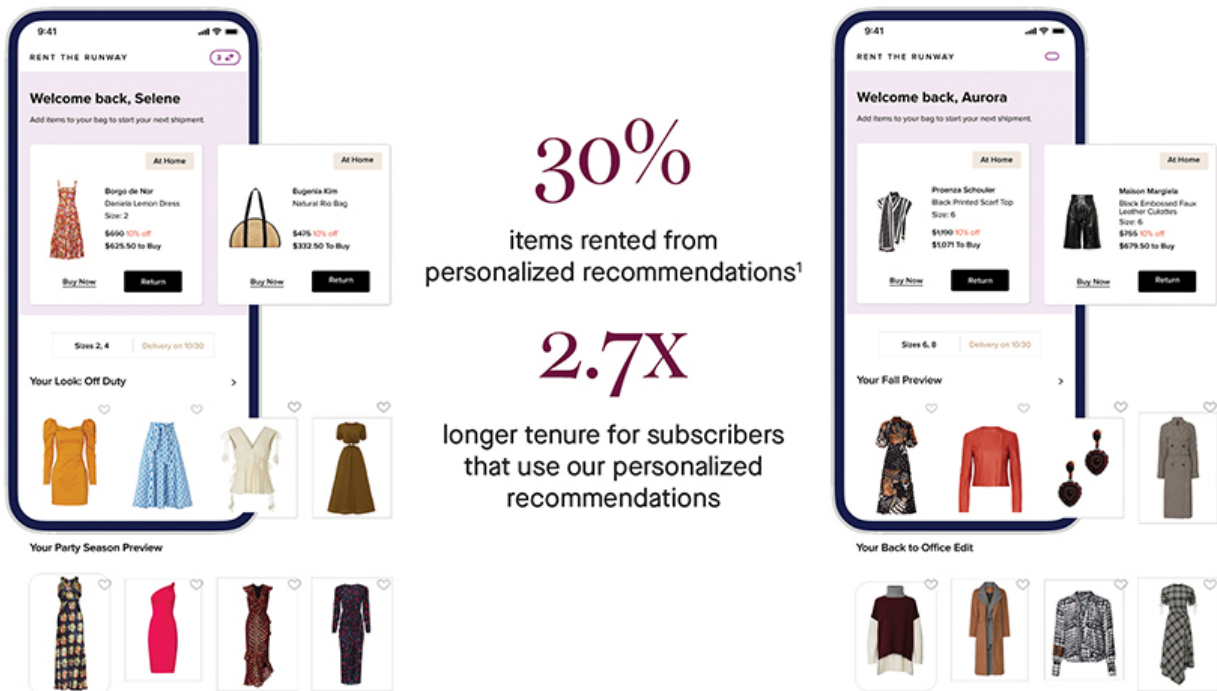 9:41
RENT THE RUNWAY
3
Welcome back, Selene
Add items to your bag to start your next shipment.
At Home
Borgo de Nor
Daniela Lemon Dress
Size: 2
$690 10% off
$625.50 to Buy
Buy Now
Return
At Home
Eugenia Kim
Natural Rio Bag
$475 10% off
$332.50 To Buy
Buy Now
Return
Sizes 2, 4
Delivery on 10/30
Your Look: Off Duty
Your Party Season Preview
30%
items rented from
personalized recommendations¹
2.7X
longer tenure for subscribers
that use our personalized
recommendations
9:41
RENT THE RUNWAY
Welcome back, Aurora
Add items to your bag to start your next shipment.
At Home
Proenza Schouler
Black Printed Scarf Top
Size: 6
$1,190 10% off
$1,071 To Buy
Buy Now
Return
At Home
Maison Margiela
Black Embossed Faux
Leather Culottes
Size: 6
$755 10% off
$679.50 to Buy
Buy Now
Return
Sizes 6, 8
Delivery on 10/30
Your Fall Preview
Your Back to Office Edit